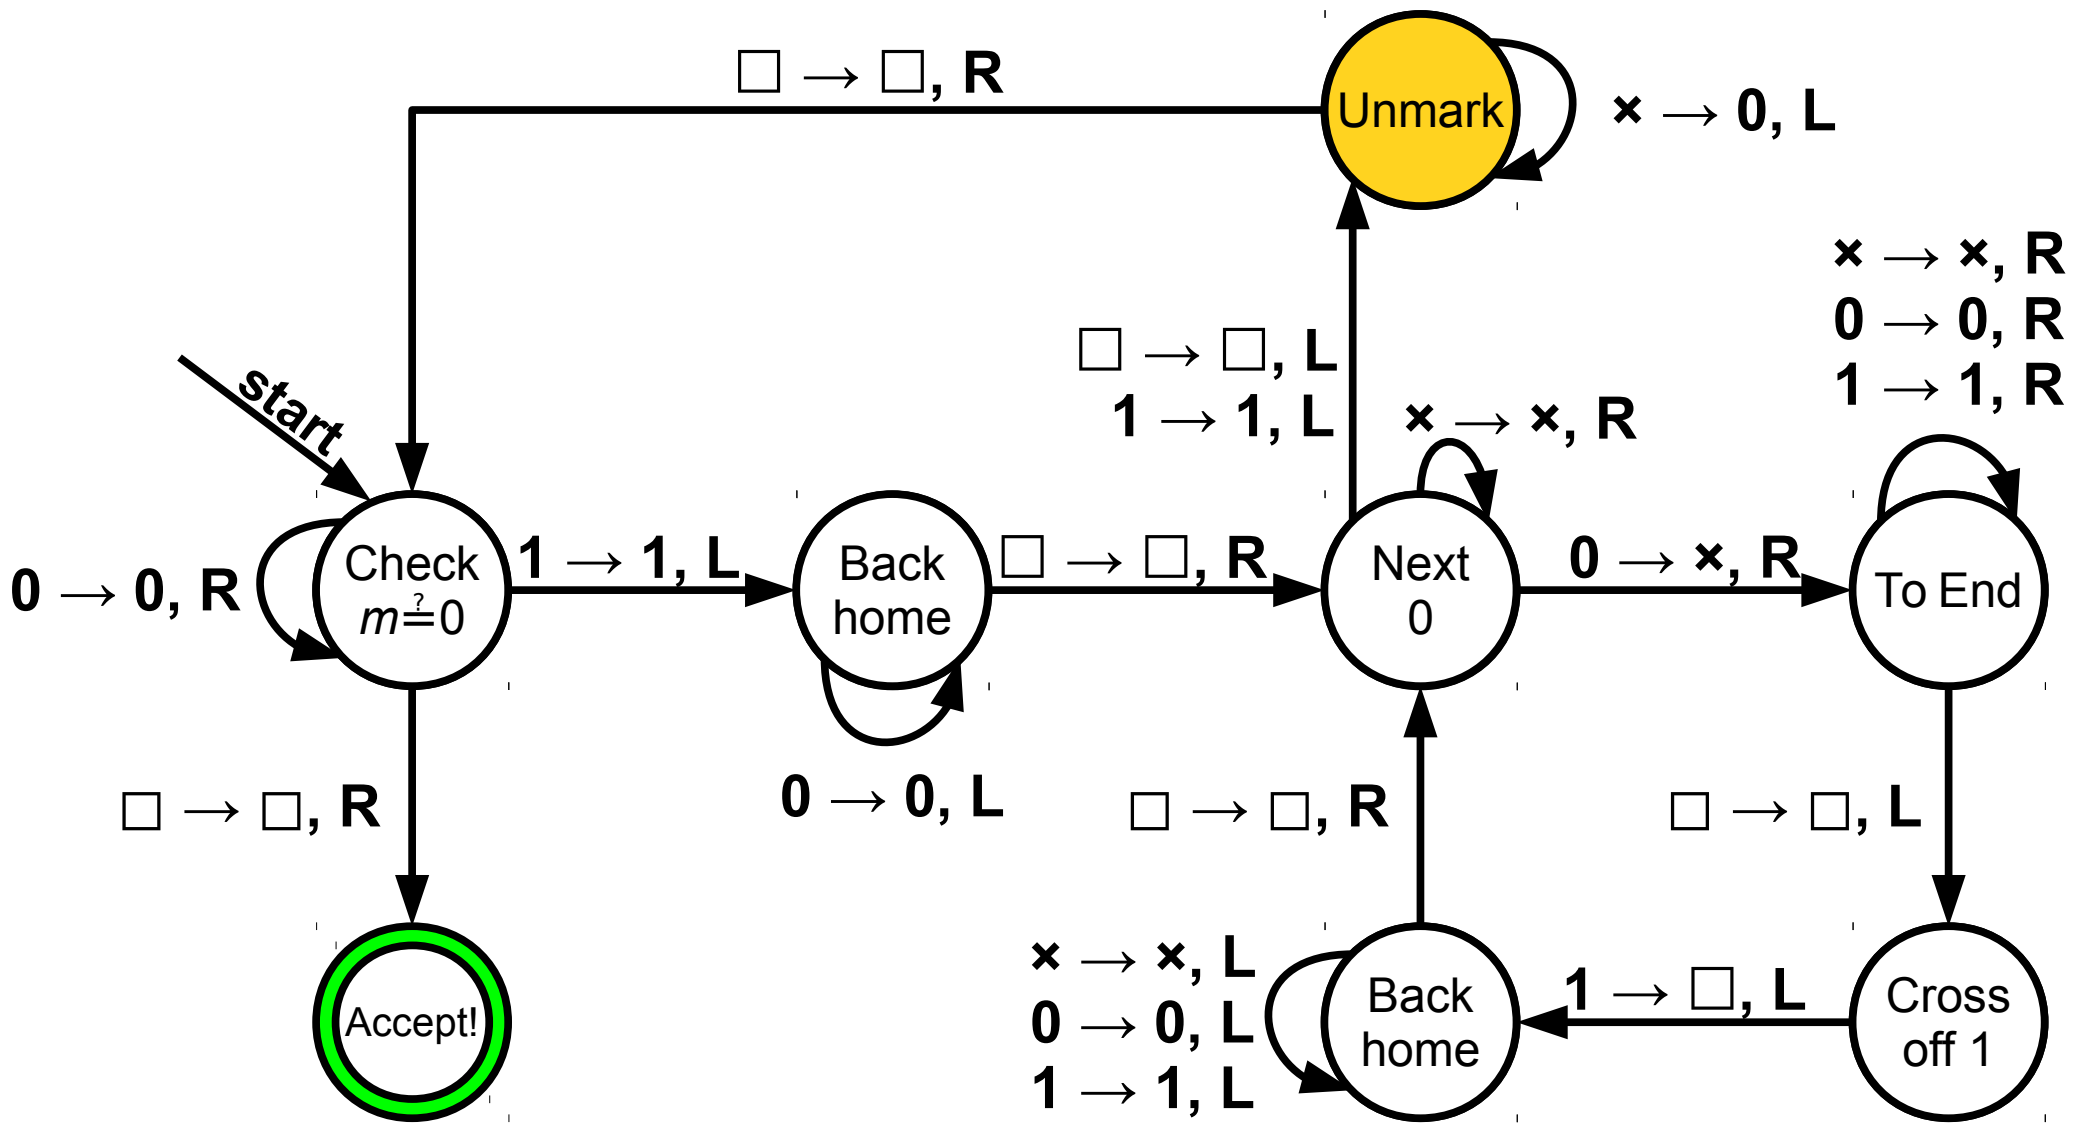 □ → □, R
Unmark
× → 0, L
× → ×, R
0 → 0, R
1 → 1, R
□ → □, L
1 → 1, L
× → ×, R
start
Check
m≟0
0 → 0, R
1 → 1, L
Back
home
□ → □, R
Next
0
0 → ×, R
To End
0 → 0, L
□ → □, R
□ → □, R
□ → □, L
Accept!
× → ×, L
0 → 0, L
1 → 1, L
Back
home
1 → □, L
Cross
off 1